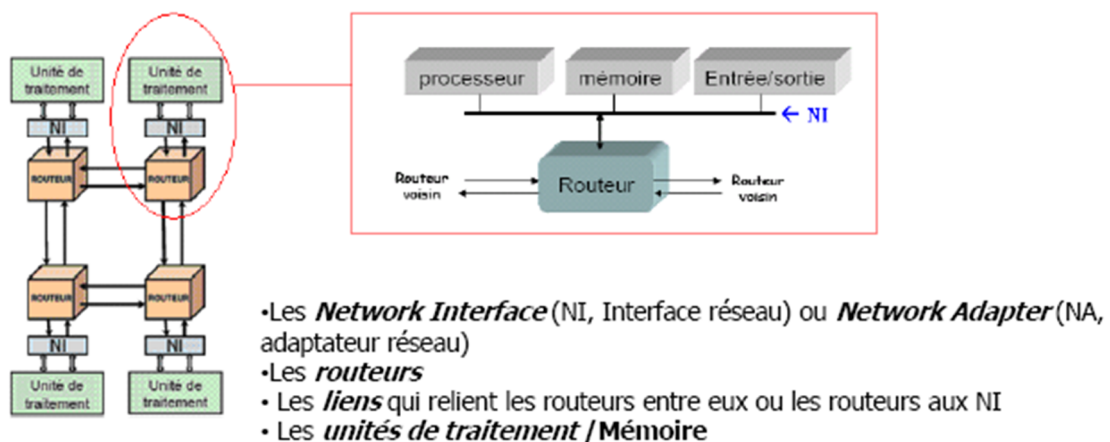 Unité de
traitement
Unité de
traitement
NI
NI
ROUTEUR
ROUTEUR
ROUTEUR
ROUTEUR
NI
NI
Unité de
traitement
Unité de
traitement
processeur
mémoire
Entrée/sortie
← NI
Routeur
voisin
Routeur
Routeur
voisin
•Les Network Interface (NI, Interface réseau) ou Network Adapter (NA,
adaptateur réseau)
•Les routeurs
• Les liens qui relient les routeurs entre eux ou les routeurs aux NI
• Les unités de traitement /Mémoire